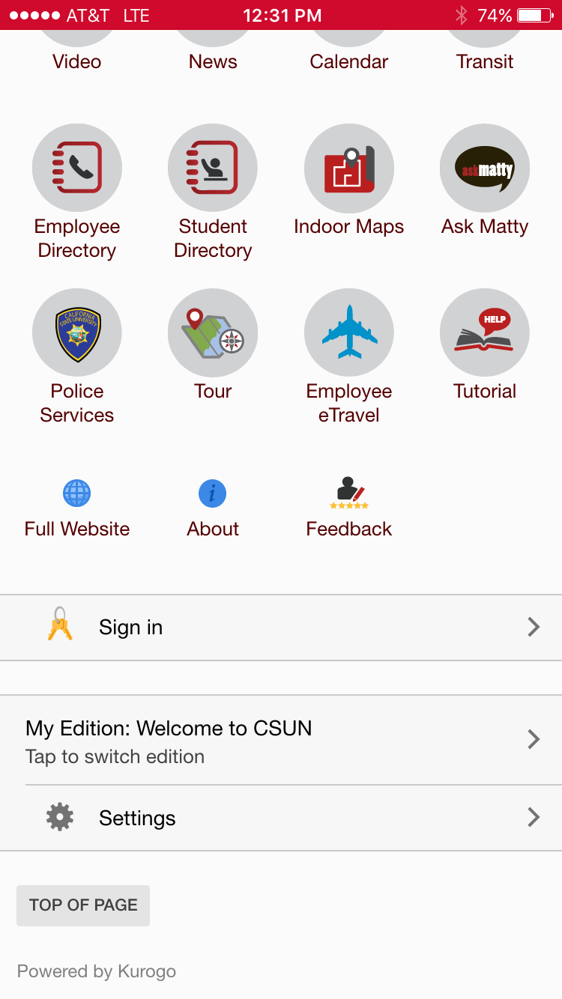 AT&T LTE 12:31 PM 74%
Video News Calendar Transit
askmatty
Employee Student Indoor Maps Ask Matty
Directory Directory
CALIFORNIA
STATE UNIVERSITY
HELP
Police Tour Employee Tutorial
Services eTravel
i
Full Website About Feedback
Sign in
My Edition: Welcome to CSUN
Tap to switch edition
Settings
TOP OF PAGE
Powered by Kurogo